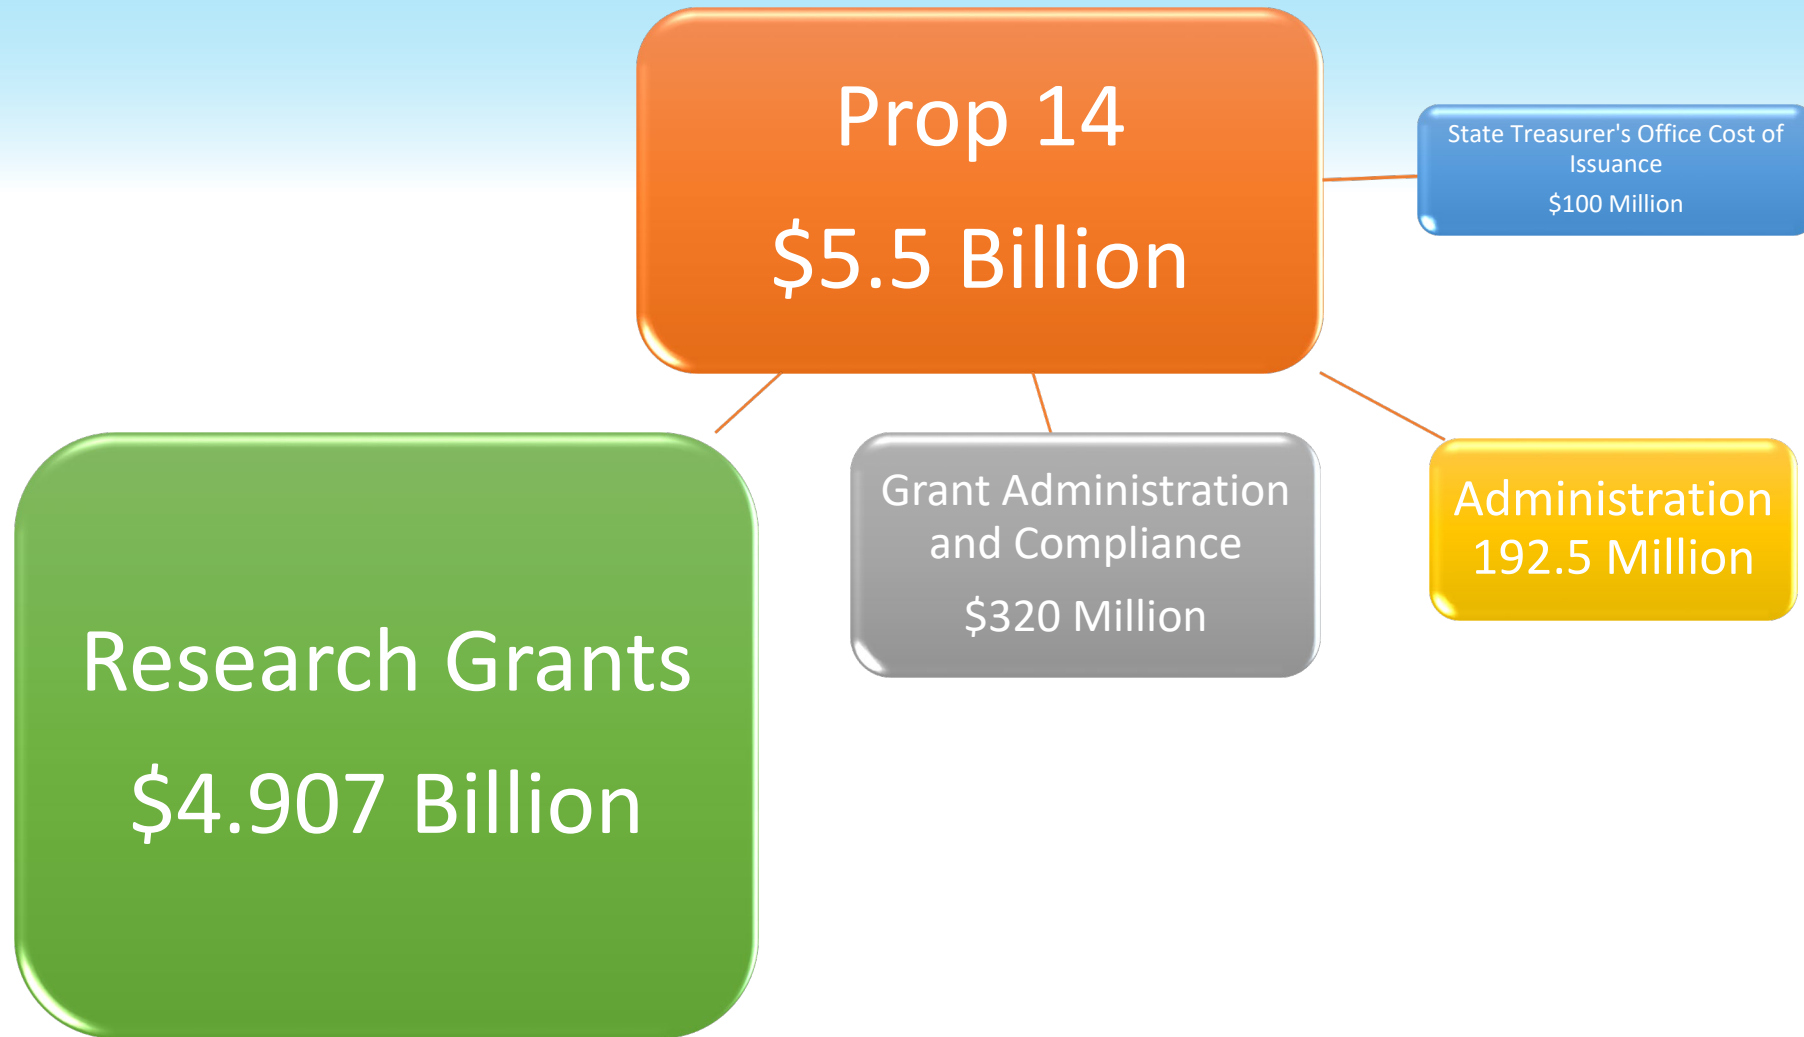 Prop 14
$5.5 Billion
State Treasurer's Office Cost of
Issuance
$100 Million
Research Grants
$4.907 Billion
Grant Administration
and Compliance
$320 Million
Administration
192.5 Million